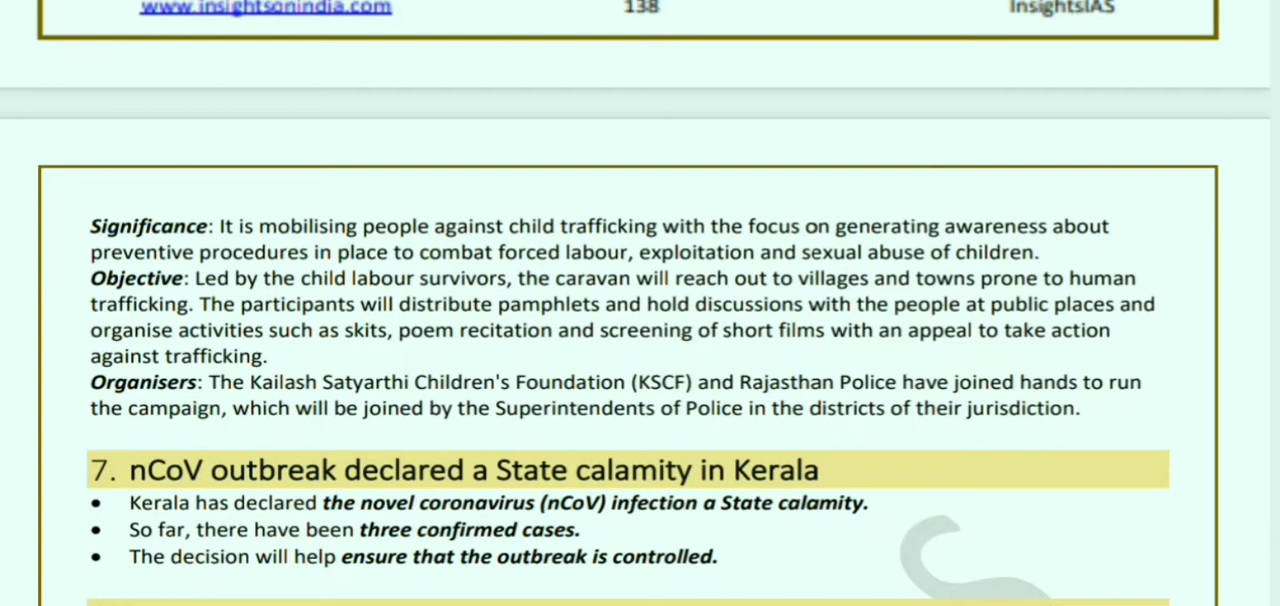 www.insightsonindia.com 138 InsightsIAS
Significance: It is mobilising people against child trafficking with the focus on generating awareness about
preventive procedures in place to combat forced labour, exploitation and sexual abuse of children.
Objective: Led by the child labour survivors, the caravan will reach out to villages and towns prone to human
trafficking. The participants will distribute pamphlets and hold discussions with the people at public places and
organise activities such as skits, poem recitation and screening of short films with an appeal to take action
against trafficking.
Organisers: The Kailash Satyarthi Children's Foundation (KSCF) and Rajasthan Police have joined hands to run
the campaign, which will be joined by the Superintendents of Police in the districts of their jurisdiction.
7. nCoV outbreak declared a State calamity in Kerala
• Kerala has declared the novel coronavirus (nCoV) infection a State calamity.
• So far, there have been three confirmed cases.
• The decision will help ensure that the outbreak is controlled.